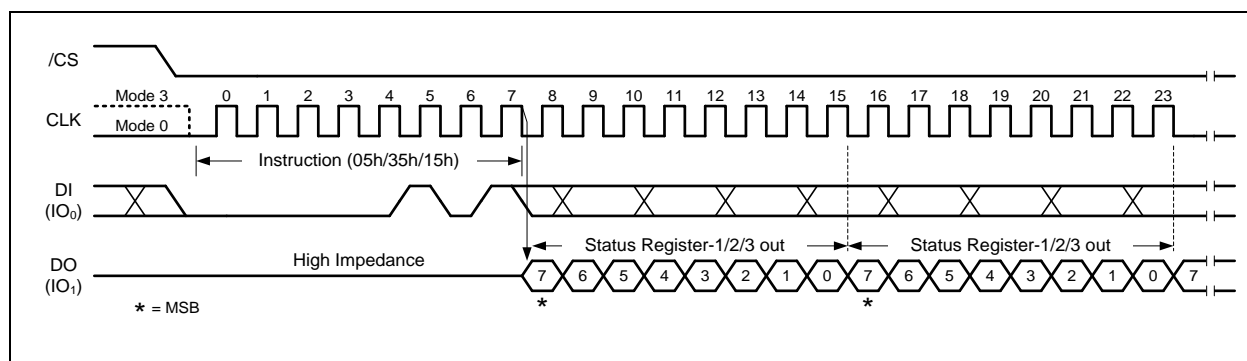 /CS
Mode 3
0 1 2 3 4 5 6 7 8 9 10 11 12 13 14 15 16 17 18 19 20 21 22 23
CLK
Mode 0
Instruction (05h/35h/15h)
DI
(IO₀)
Status Register-1/2/3 out Status Register-1/2/3 out
High Impedance
DO
(IO₁)
7 6 5 4 3 2 1 0 7 6 5 4 3 2 1 0 7
* *
* = MSB